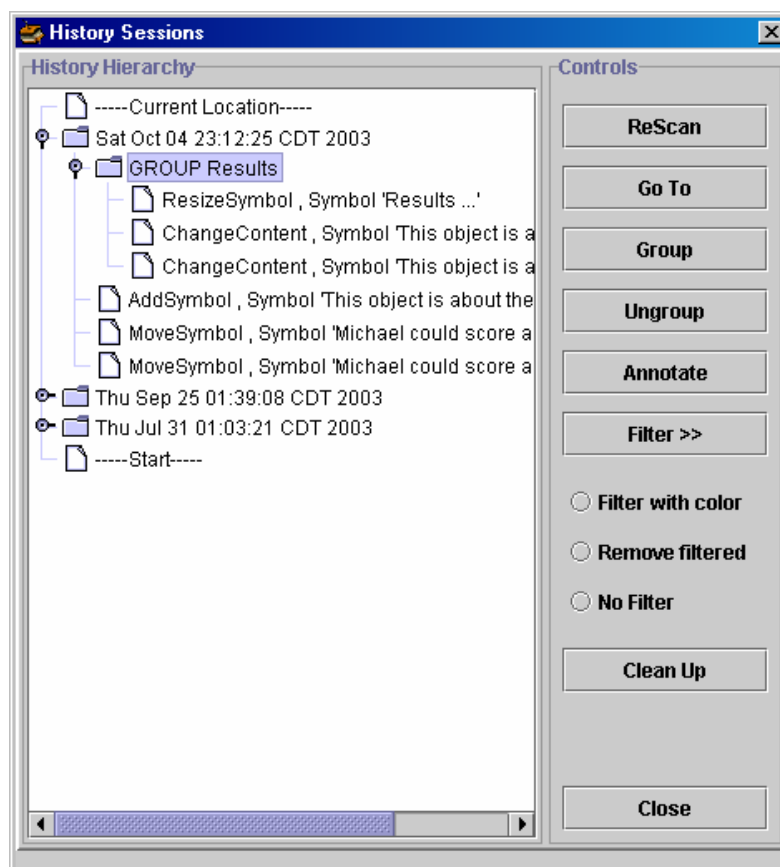 History Sessions
History Hierarchy
-----Current Location-----
Sat Oct 04 23:12:25 CDT 2003
GROUP Results
ResizeSymbol , Symbol 'Results ...'
ChangeContent , Symbol 'This object is a
ChangeContent , Symbol 'This object is a
AddSymbol , Symbol 'This object is about the
MoveSymbol , Symbol 'Michael could score a
MoveSymbol , Symbol 'Michael could score a
Thu Sep 25 01:39:08 CDT 2003
Thu Jul 31 01:03:21 CDT 2003
-----Start-----
Controls
ReScan
Go To
Group
Ungroup
Annotate
Filter >>
Filter with color
Remove filtered
No Filter
Clean Up
Close